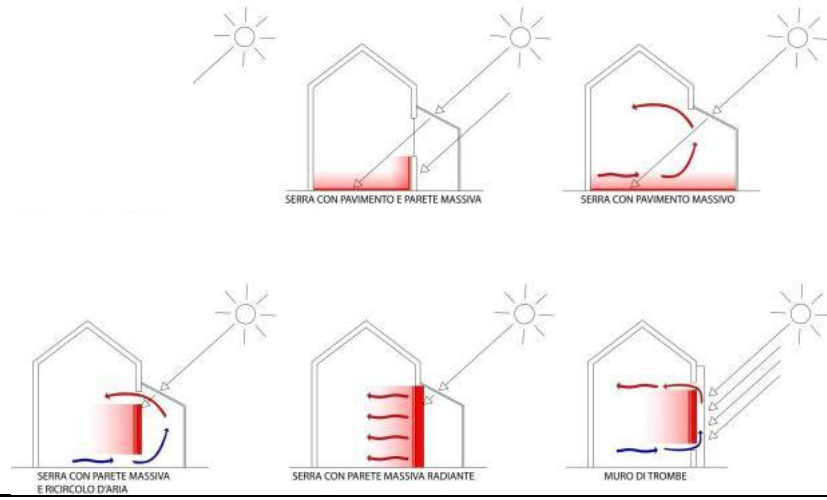 SERRA CON PAVIMENTO E PARETE MASSIVA
SERRA CON PAVIMENTO MASSIVO
SERRA CON PARETE MASSIVA
E RICIRCOLO D'ARIA
SERRA CON PARETE MASSIVA RADIANTE
MURO DI TROMBE